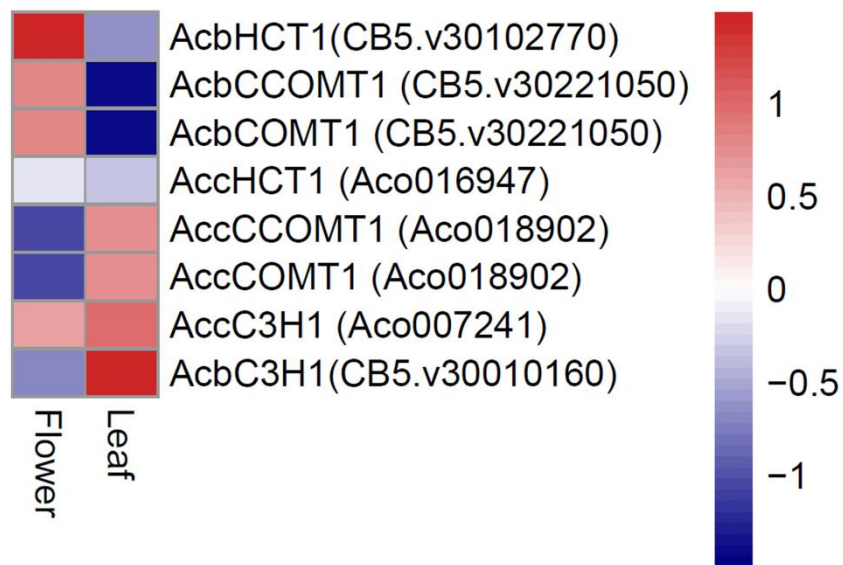 AcbHCT1(CB5.v30102770)
AcbCCOMT1 (CB5.v30221050)
AcbCOMT1 (CB5.v30221050)
AccHCT1 (Aco016947)
AccCCOMT1 (Aco018902)
AccCOMT1 (Aco018902)
AccC3H1 (Aco007241)
AcbC3H1(CB5.v30010160)
Flower
Leaf
1
0.5
0
−0.5
−1